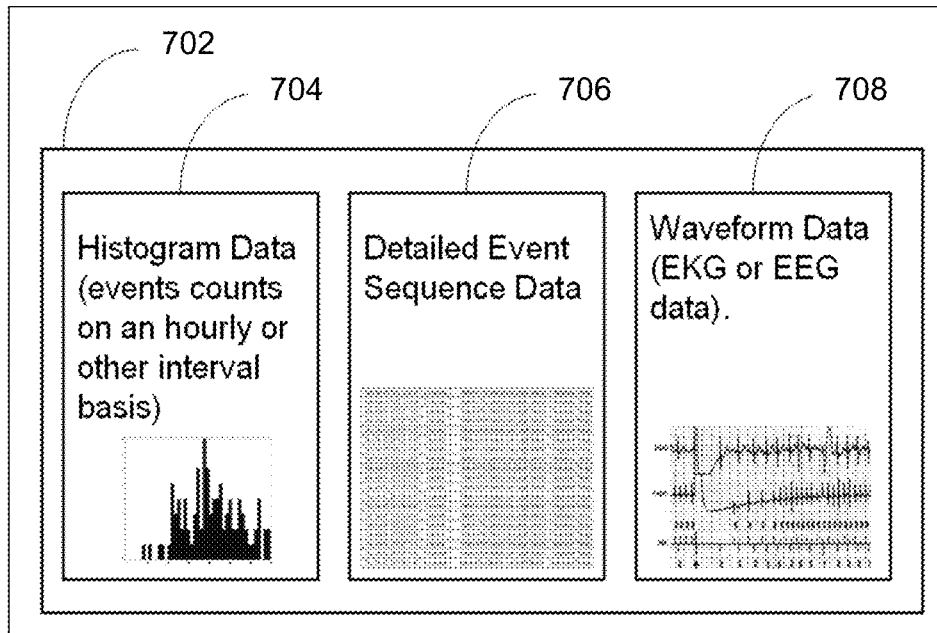 702
704
706
708
Histogram Data
(events counts
on an hourly or
other interval
basis)
Detailed Event
Sequence Data
Waveform Data
(EKG or EEG
data).